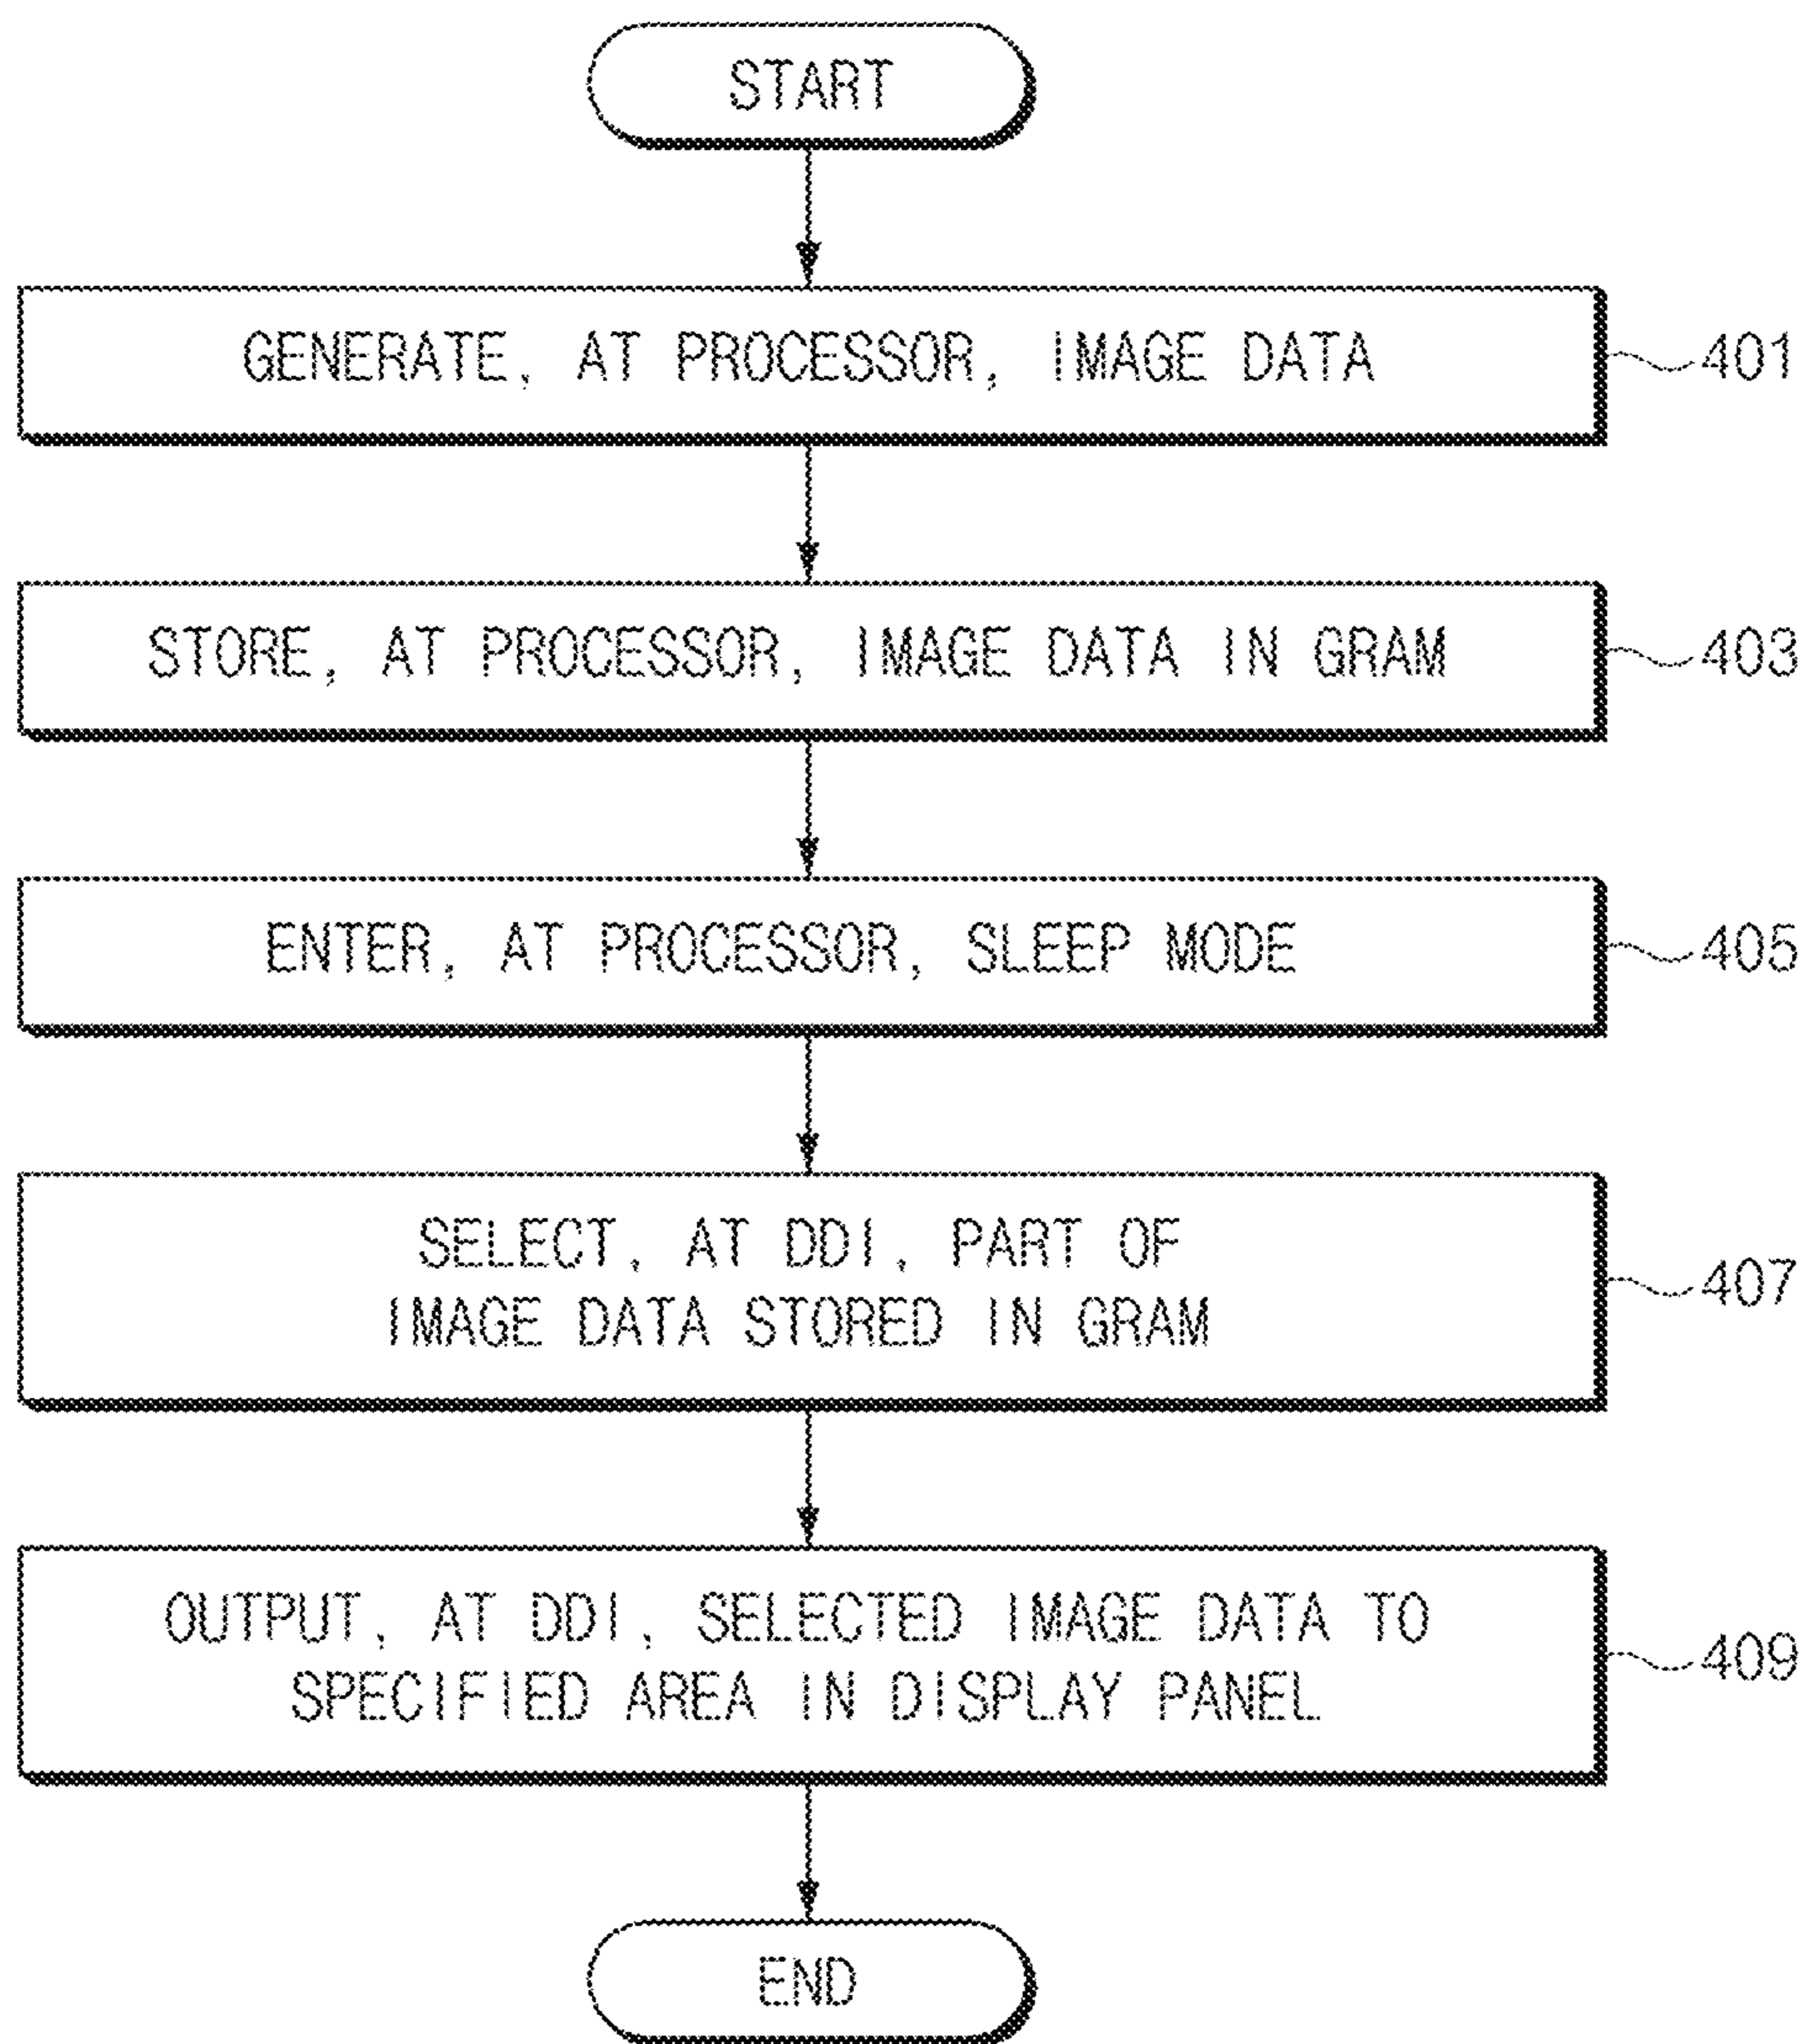 START
GENERATE, AT PROCESSOR, IMAGE DATA
401
STORE, AT PROCESSOR, IMAGE DATA IN GRAM
403
ENTER, AT PROCESSOR, SLEEP MODE
405
SELECT, AT DDI, PART OF
IMAGE DATA STORED IN GRAM
407
OUTPUT, AT DDI, SELECTED IMAGE DATA TO
SPECIFIED AREA IN DISPLAY PANEL
409
END